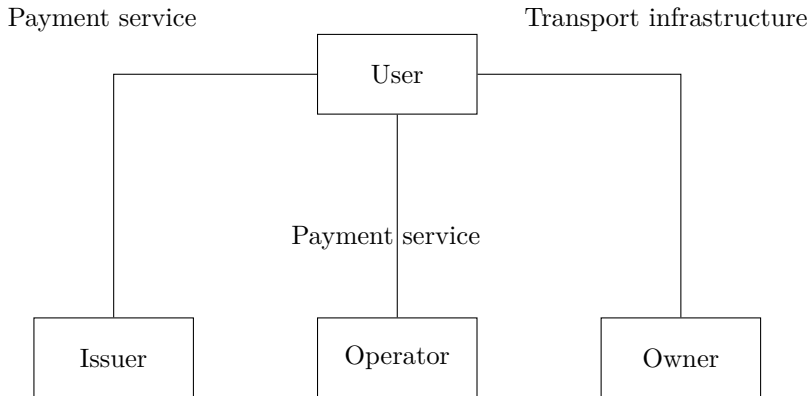 Payment service
Transport infrastructure
User
Payment service
Issuer
Operator
Owner